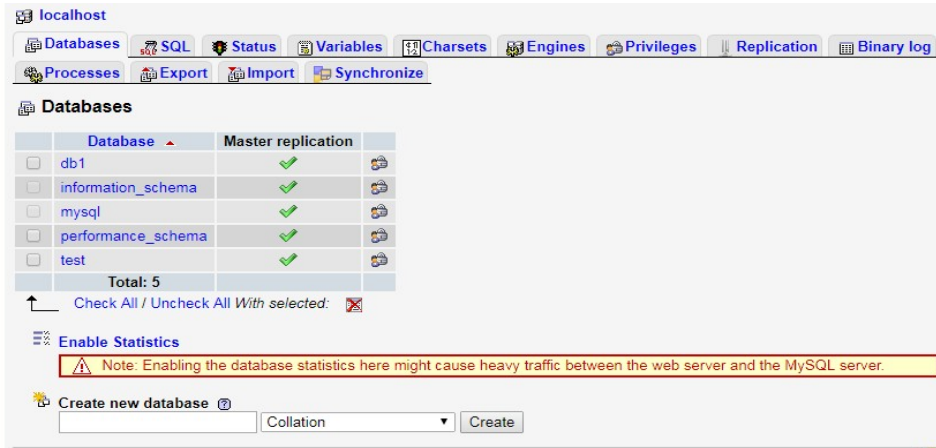 localhost
Databases SQL Status Variables Charsets Engines Privileges Replication Binary log
Processes Export Import Synchronize
Databases
Database Master replication
db1
information_schema
mysql
performance_schema
test
Total: 5
Check All / Uncheck All With selected:
Enable Statistics
Note: Enabling the database statistics here might cause heavy traffic between the web server and the MySQL server.
Create new database
Collation Create